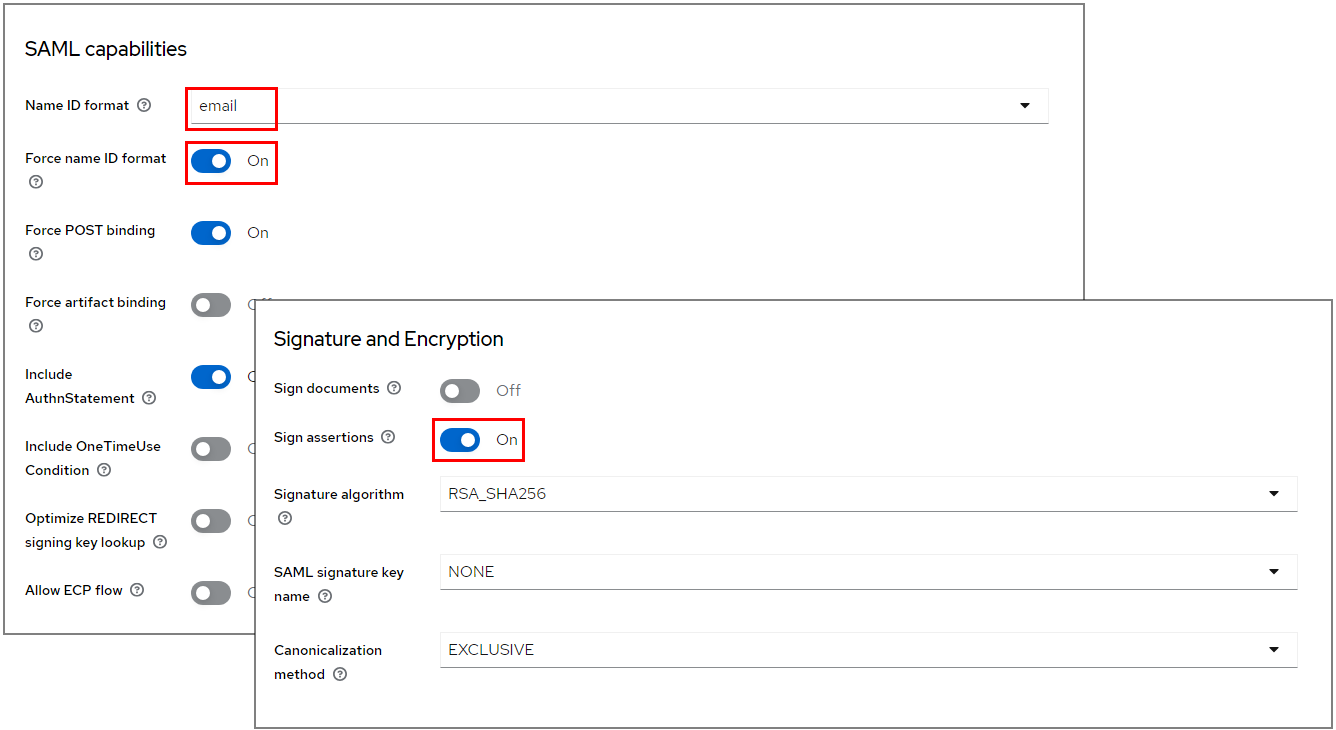 SAML capabilities
Name ID format
email
Force name ID format
On
Force POST binding
On
Force artifact binding
Include
AuthnStatement
Include OneTimeUse
Condition
Optimize REDIRECT
signing key lookup
Allow ECP flow
Signature and Encryption
Sign documents
Off
Sign assertions
On
Signature algorithm
RSA_SHA256
SAML signature key
name
NONE
Canonicalization
method
EXCLUSIVE